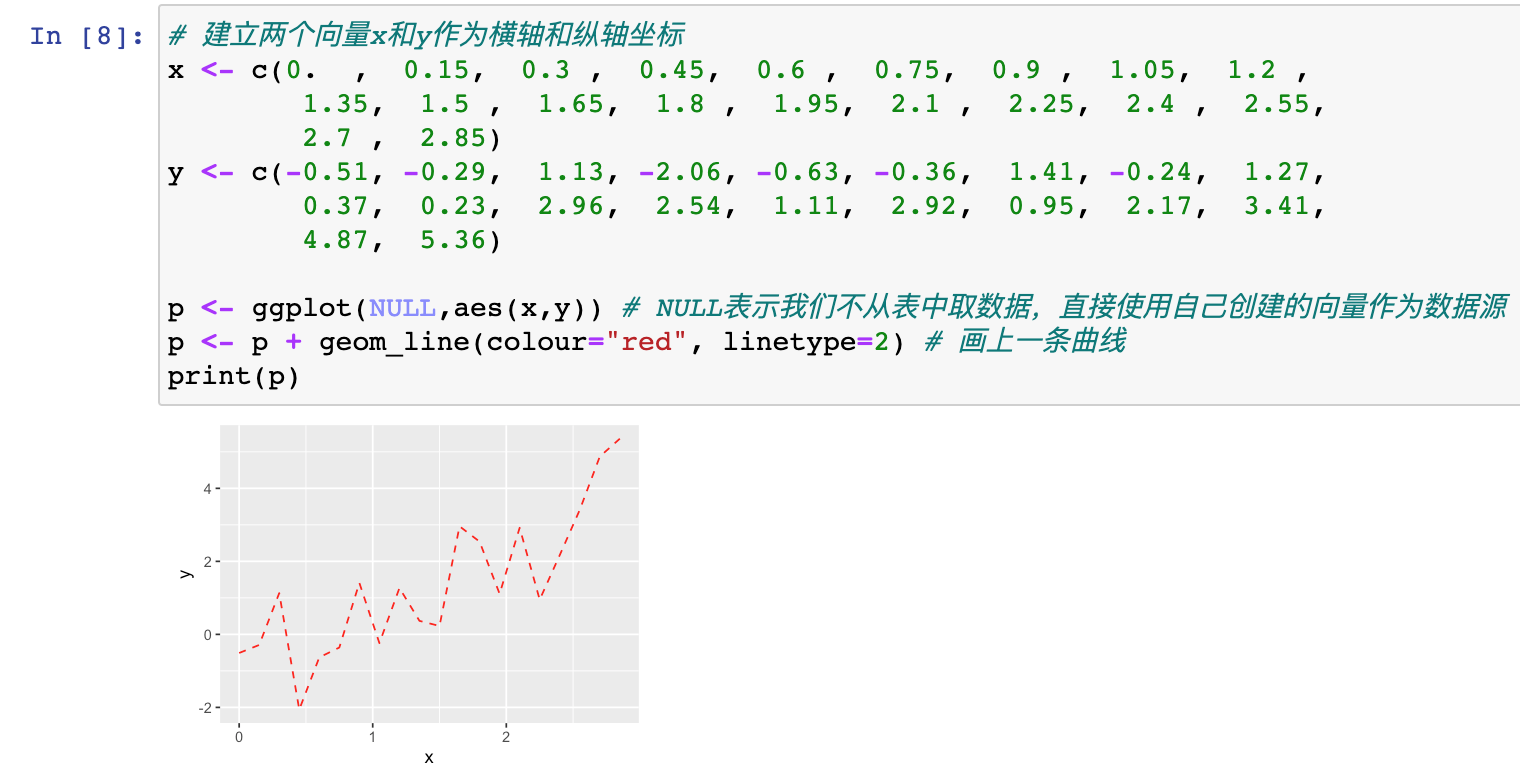 In [8]: # 建立两个向量x和y作为横轴和纵轴坐标
x <- c(0.  ,  0.15,  0.3 ,  0.45,  0.6 ,  0.75,  0.9 ,  1.05,  1.2 ,
        1.35,  1.5 ,  1.65,  1.8 ,  1.95,  2.1 ,  2.25,  2.4 ,  2.55,
        2.7 ,  2.85)
y <- c(-0.51, -0.29,  1.13, -2.06, -0.63, -0.36,  1.41, -0.24,  1.27,
        0.37,  0.23,  2.96,  2.54,  1.11,  2.92,  0.95,  2.17,  3.41,
        4.87,  5.36)
p <- ggplot(NULL,aes(x,y)) # NULL表示我们不从表中取数据，直接使用自己创建的向量作为数据源
p <- p + geom_line(colour="red", linetype=2) # 画上一条曲线
print(p)
4
2
y
0
-2
0 1 2
x